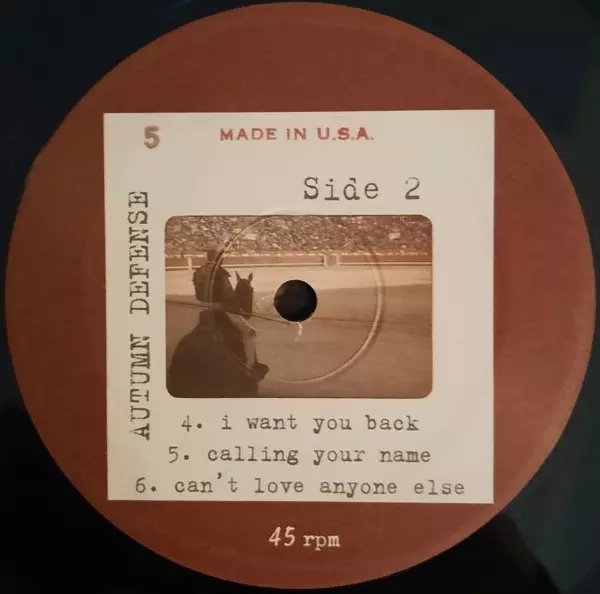 5 MADE IN U.S.A.
Side 2
AUTUMN DEFENSE
4. i want you back
5. calling your name
6. can't love anyone else
45 rpm